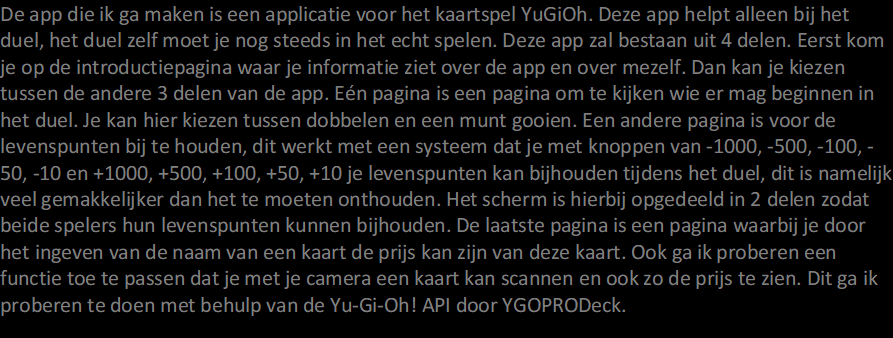 De app die ik ga maken is een applicatie voor het kaartspel YuGiOh. Deze app helpt alleen bij het
duel, het duel zelf moet je nog steeds in het echt spelen. Deze app zal bestaan uit 4 delen. Eerst kom
je op de introductiepagina waar je informatie ziet over de app en over mezelf. Dan kan je kiezen
tussen de andere 3 delen van de app. Eén pagina is een pagina om te kijken wie er mag beginnen in
het duel. Je kan hier kiezen tussen dobbelen en een munt gooien. Een andere pagina is voor de
levenspunten bij te houden, dit werkt met een systeem dat je met knoppen van -1000, -500, -100, -
50, -10 en +1000, +500, +100, +50, +10 je levenspunten kan bijhouden tijdens het duel, dit is namelijk
veel gemakkelijker dan het te moeten onthouden. Het scherm is hierbij opgedeeld in 2 delen zodat
beide spelers hun levenspunten kunnen bijhouden. De laatste pagina is een pagina waarbij je door
het ingeven van de naam van een kaart de prijs kan zijn van deze kaart. Ook ga ik proberen een
functie toe te passen dat je met je camera een kaart kan scannen en ook zo de prijs te zien. Dit ga ik
proberen te doen met behulp van de Yu-Gi-Oh! API door YGOPRODeck.